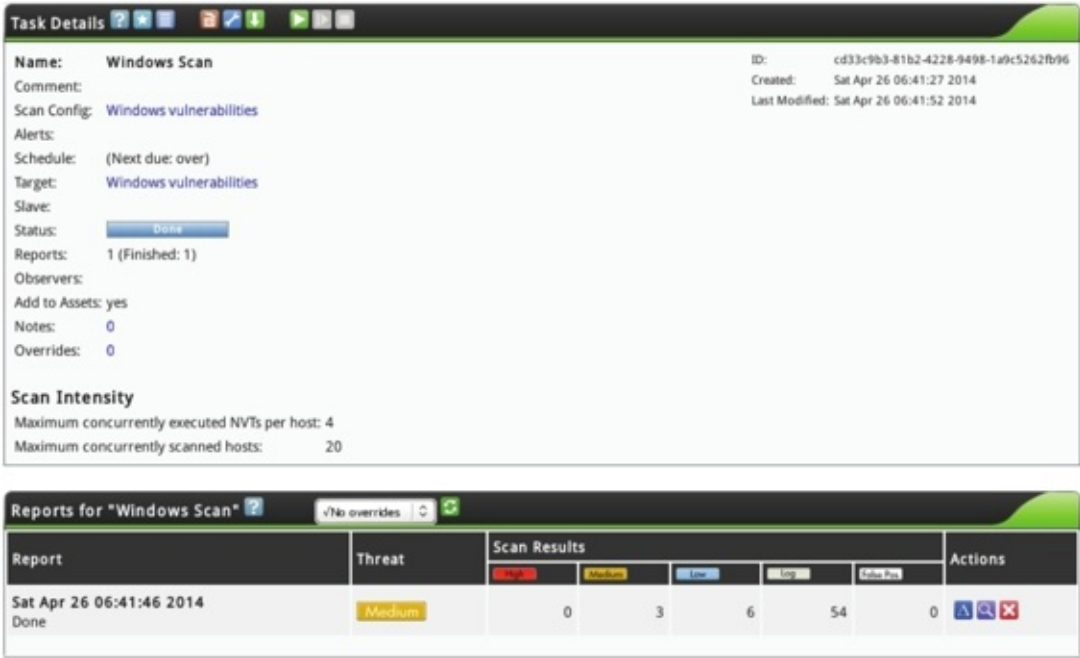 Task Details
Name: Windows Scan
ID: cd33c9b3-81b2-4228-9498-1a9c5262fb96
Comment:
Created: Sat Apr 26 06:41:27 2014
Scan Config: Windows vulnerabilities
Last Modified: Sat Apr 26 06:41:52 2014
Alerts:
Schedule: (Next due: over)
Target: Windows vulnerabilities
Slave:
Status: Done
Reports: 1 (Finished: 1)
Observers:
Add to Assets: yes
Notes: 0
Overrides: 0
Scan Intensity
Maximum concurrently executed NVTs per host: 4
Maximum concurrently scanned hosts: 20
Reports for "Windows Scan" √No overrides
Report Threat Scan Results Actions
High Medium Low Log False Pos.
Sat Apr 26 06:41:46 2014
Done Medium 0 3 6 54 0